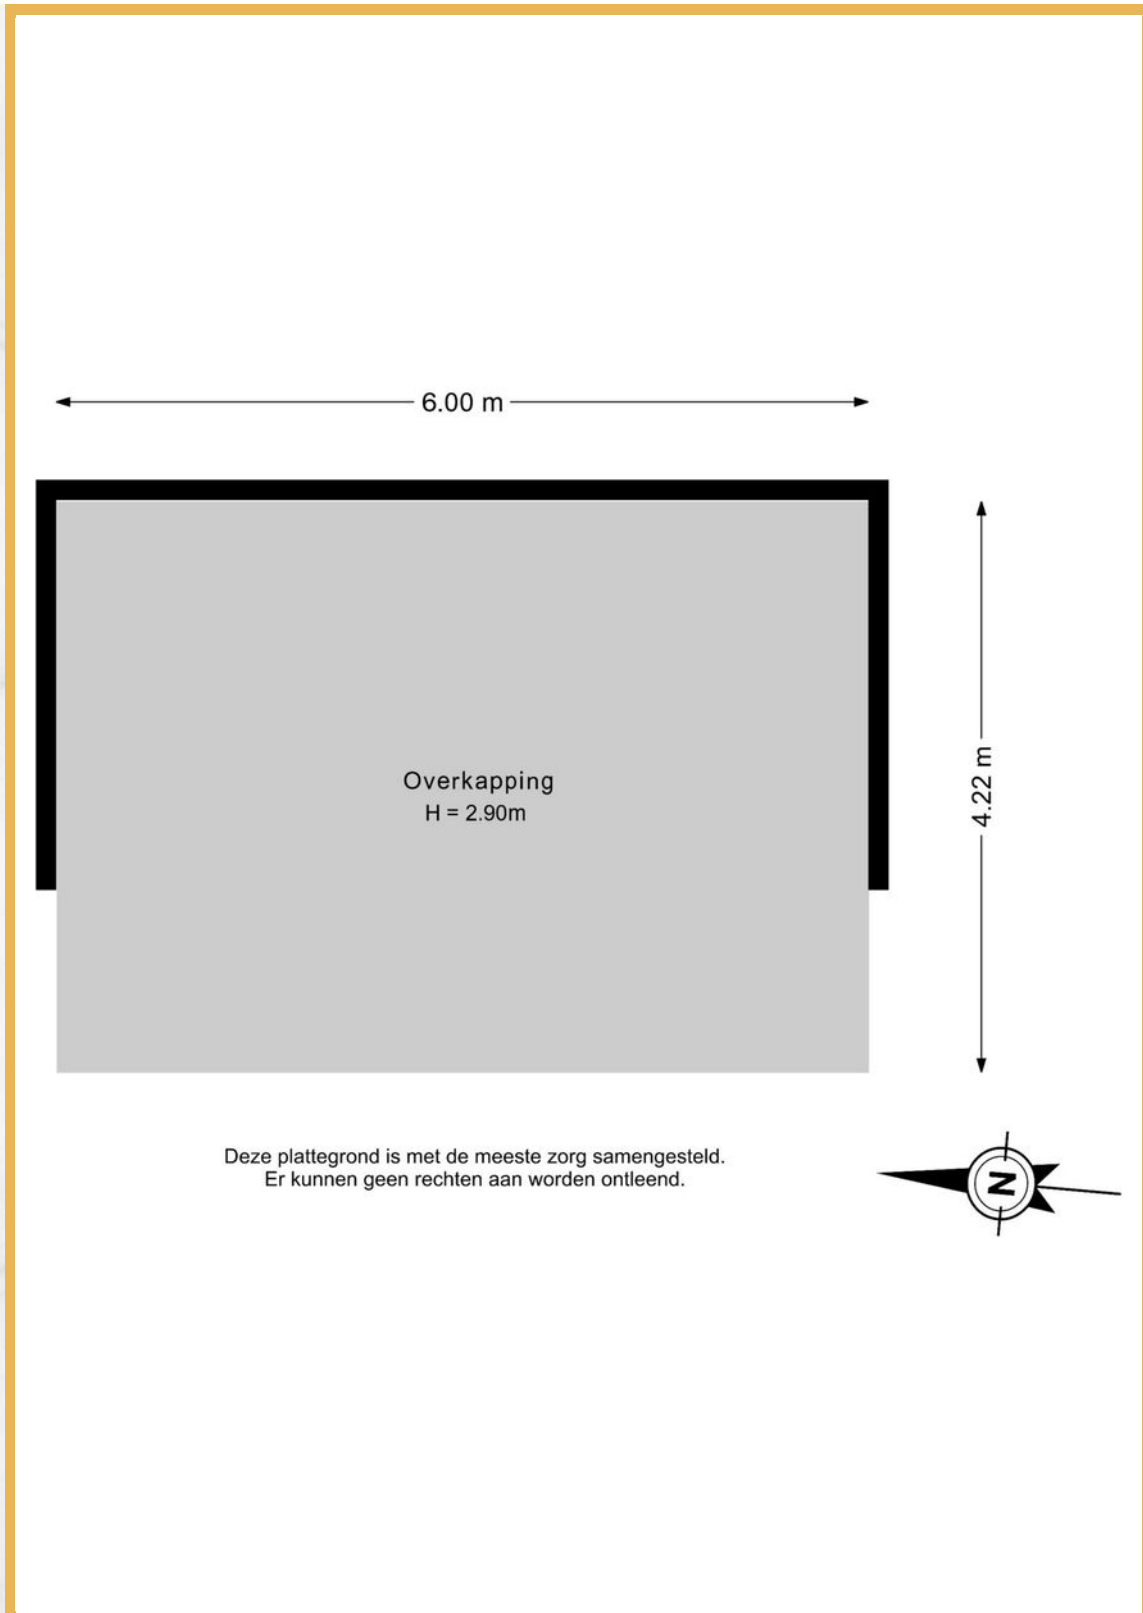 6.00 m
Overkapping
H = 2.90m
4.22 m
Deze plattegrond is met de meeste zorg samengesteld.
Er kunnen geen rechten aan worden ontleend.
N